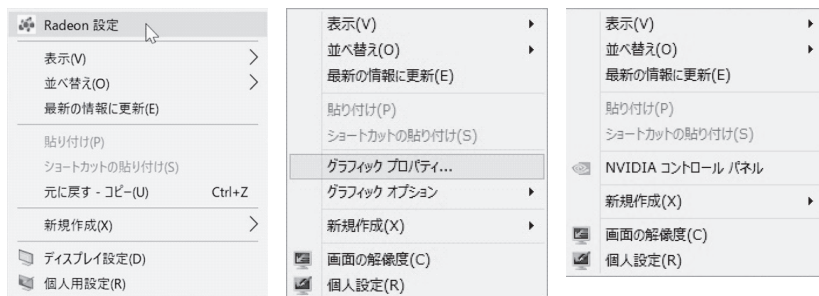 Radeon 設定
表示(V)
並べ替え(O)
最新の情報に更新(E)
貼り付け(P)
ショートカットの貼り付け(S)
元に戻す - コピー(U) Ctrl+Z
新規作成(X)
ディスプレイ設定(D)
個人用設定(R)
表示(V)
並べ替え(O)
最新の情報に更新(E)
貼り付け(P)
ショートカットの貼り付け(S)
グラフィック プロパティ...
グラフィック オプション
新規作成(X)
画面の解像度(C)
個人設定(R)
表示(V)
並べ替え(O)
最新の情報に更新(E)
貼り付け(P)
ショートカットの貼り付け(S)
NVIDIA コントロール パネル
新規作成(X)
画面の解像度(C)
個人設定(R)